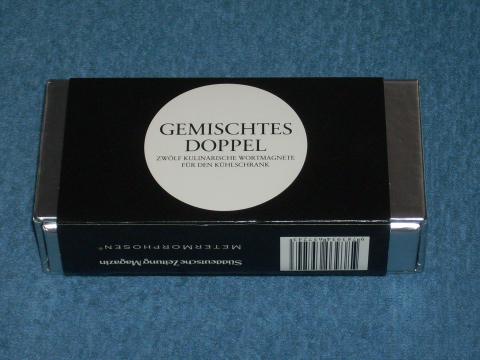 GEMISCHTES
DOPPEL
ZWÖLF KULINARISCHE WORTMAGNETE
FÜR DEN KÜHLSCHRANK
Süddeutsche Zeitung Magazin
METERMORPHOSEN®